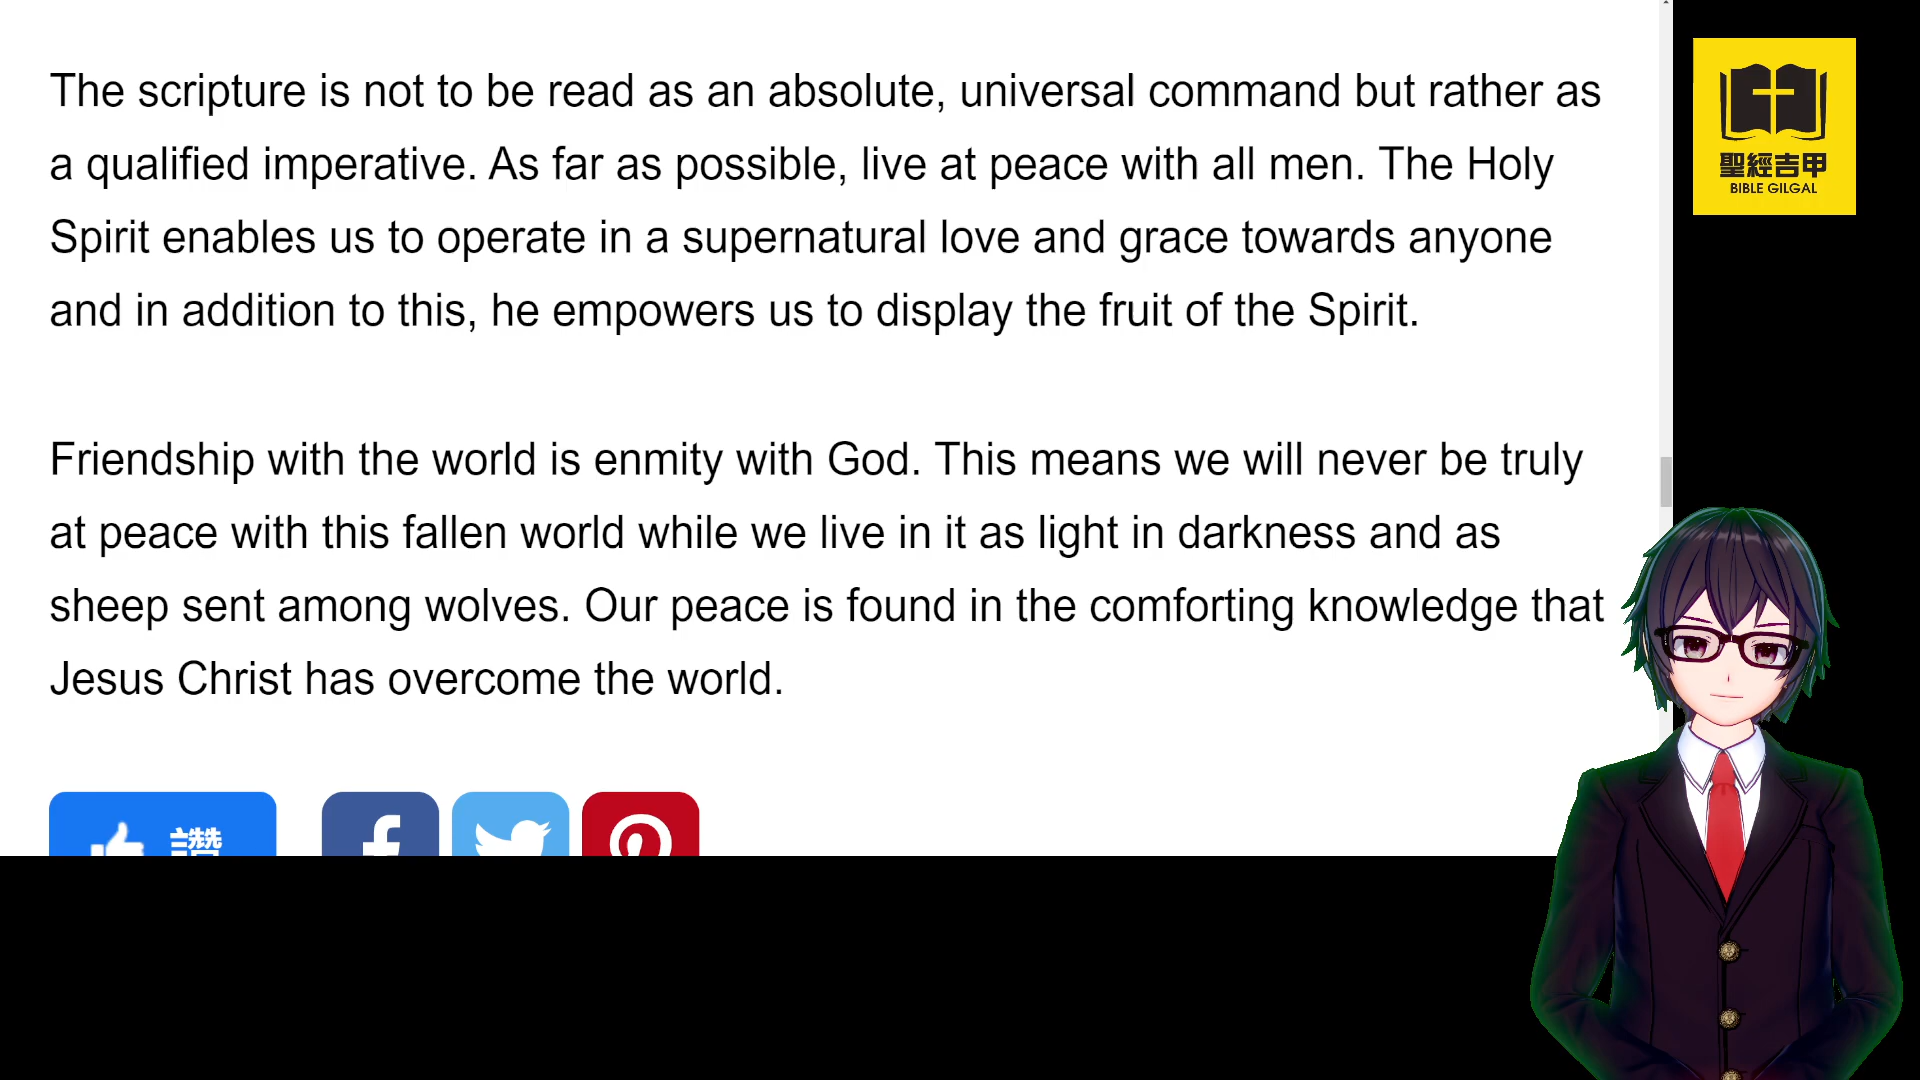 The scripture is not to be read as an absolute, universal command but rather as
a qualified imperative. As far as possible, live at peace with all men. The Holy
Spirit enables us to operate in a supernatural love and grace towards anyone
and in addition to this, he empowers us to display the fruit of the Spirit.
Friendship with the world is enmity with God. This means we will never be truly
at peace with this fallen world while we live in it as light in darkness and as
sheep sent among wolves. Our peace is found in the comforting knowledge that
Jesus Christ has overcome the world.
讚
聖經吉甲
BIBLE GILGAL